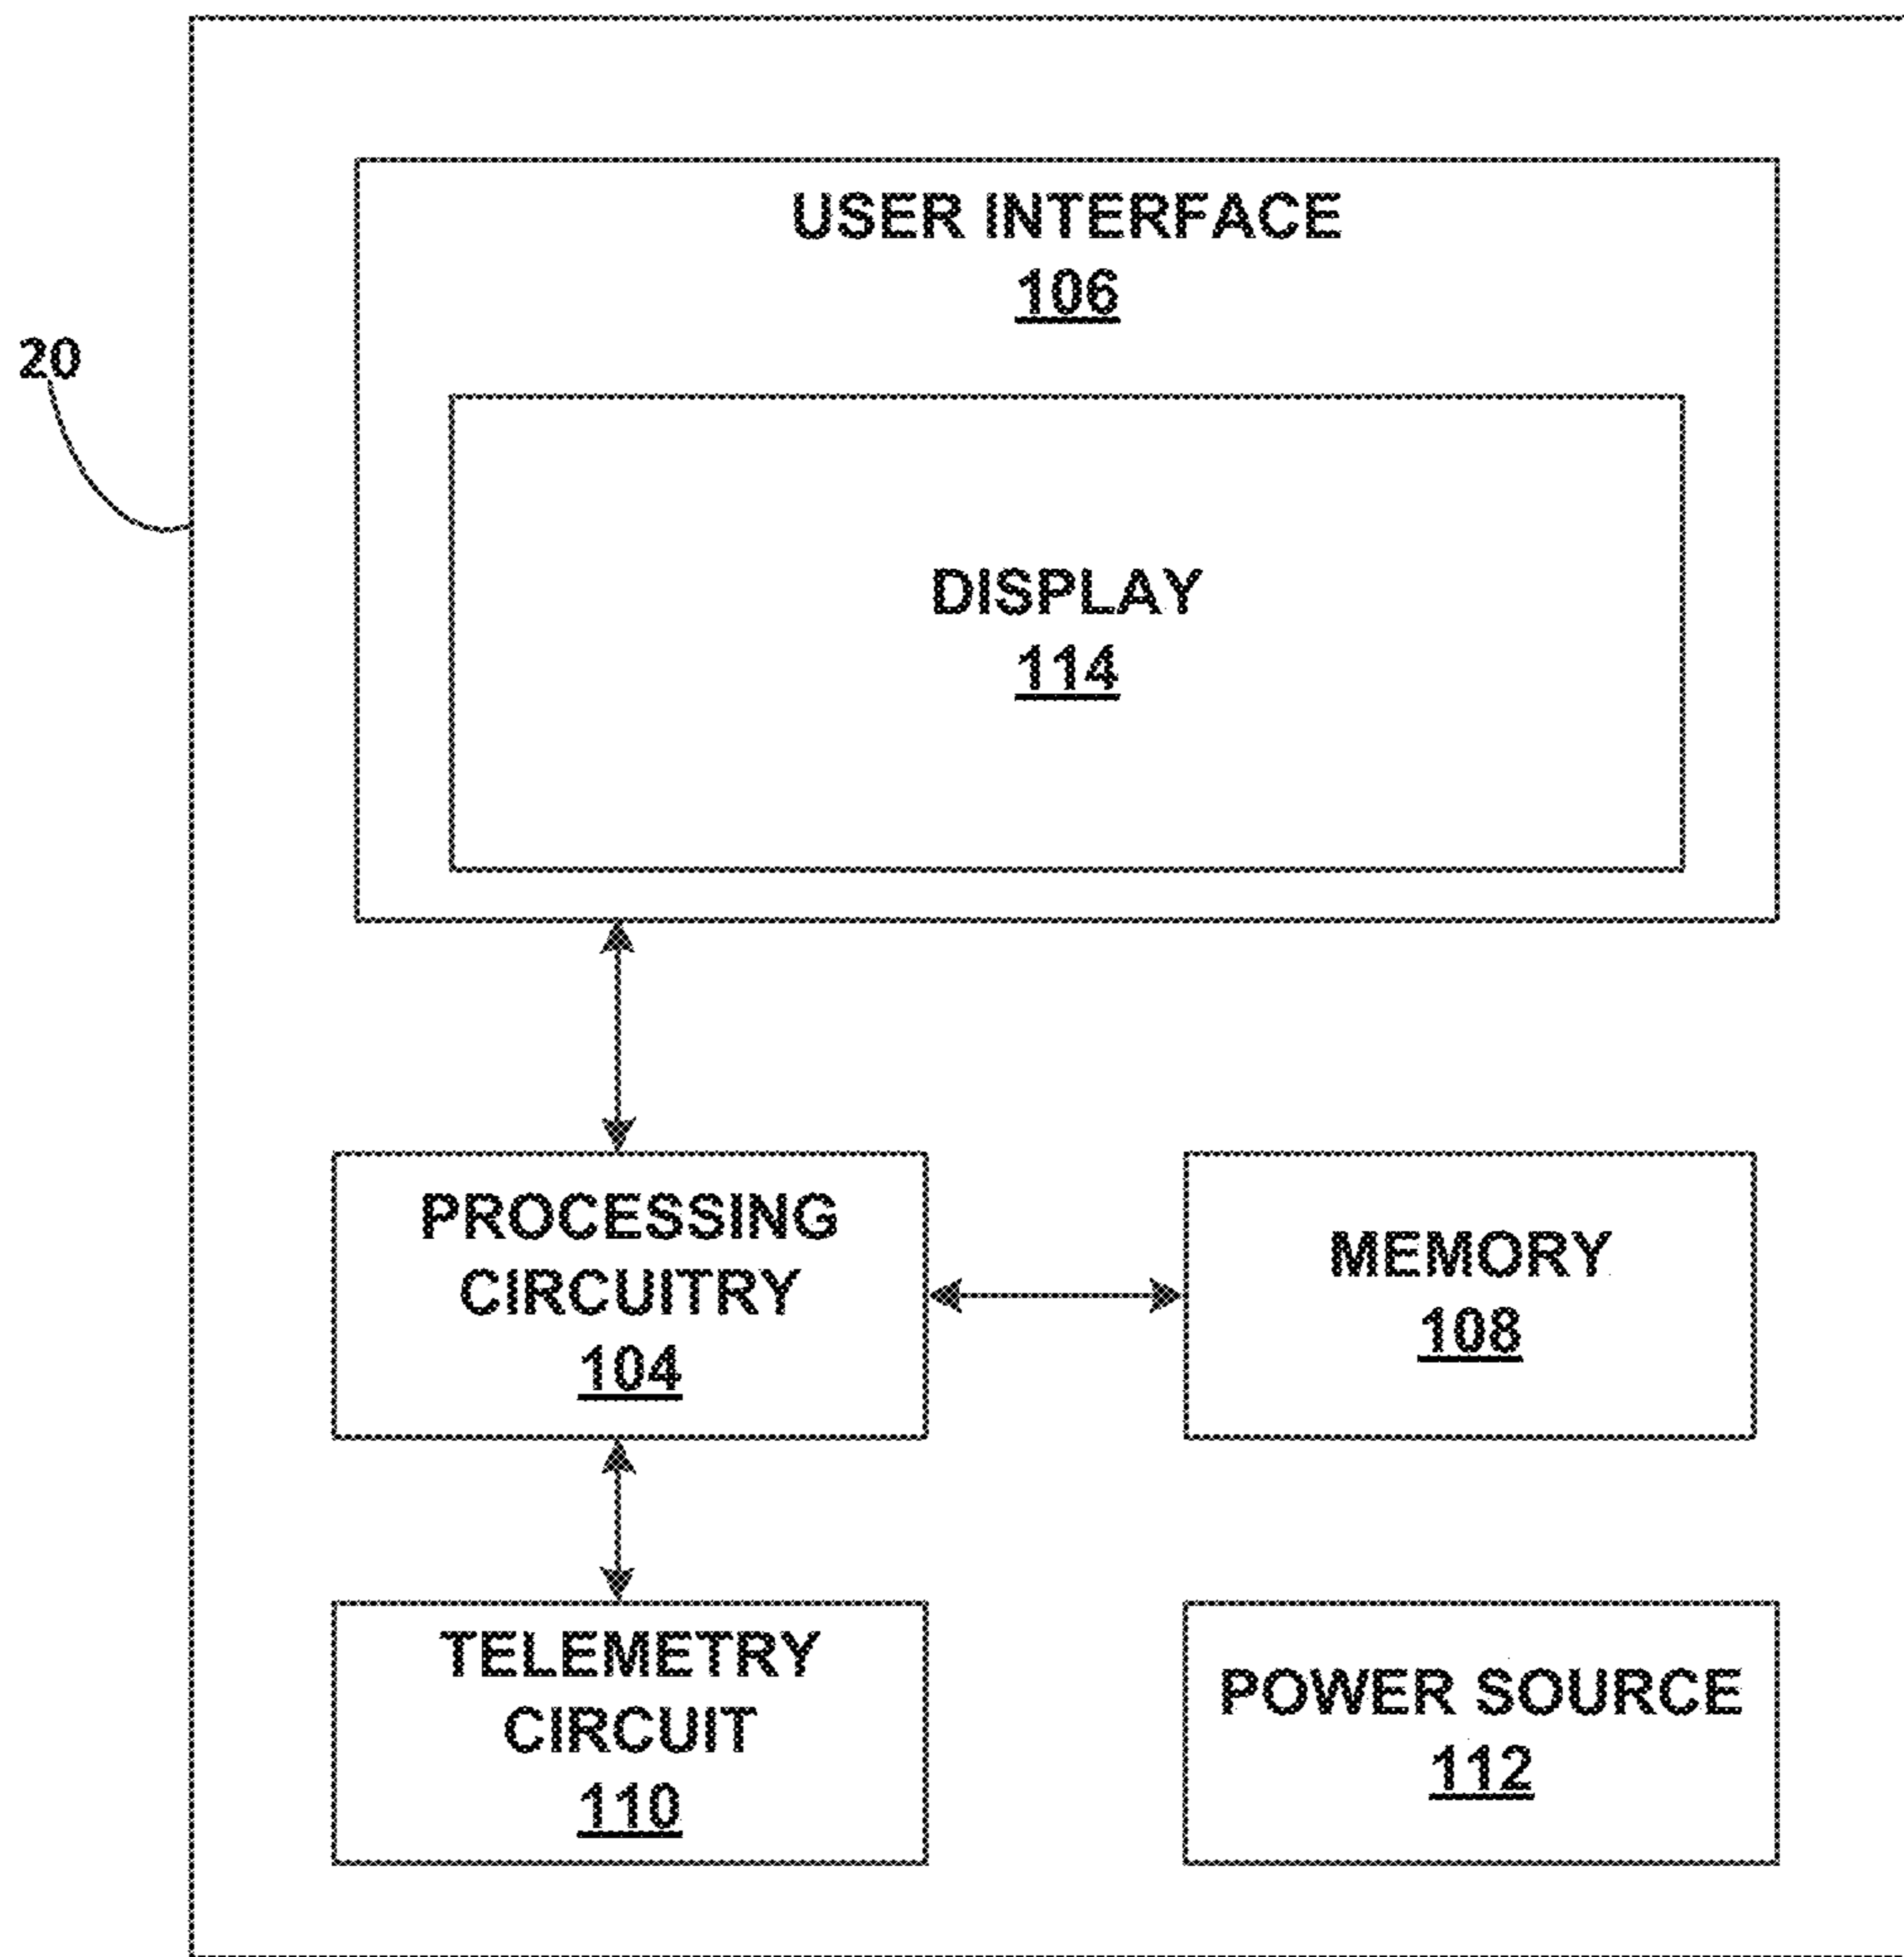 USER INTERFACE
106
20
DISPLAY
114
PROCESSING
CIRCUITRY
104
MEMORY
108
TELEMETRY
CIRCUIT
110
POWER SOURCE
112